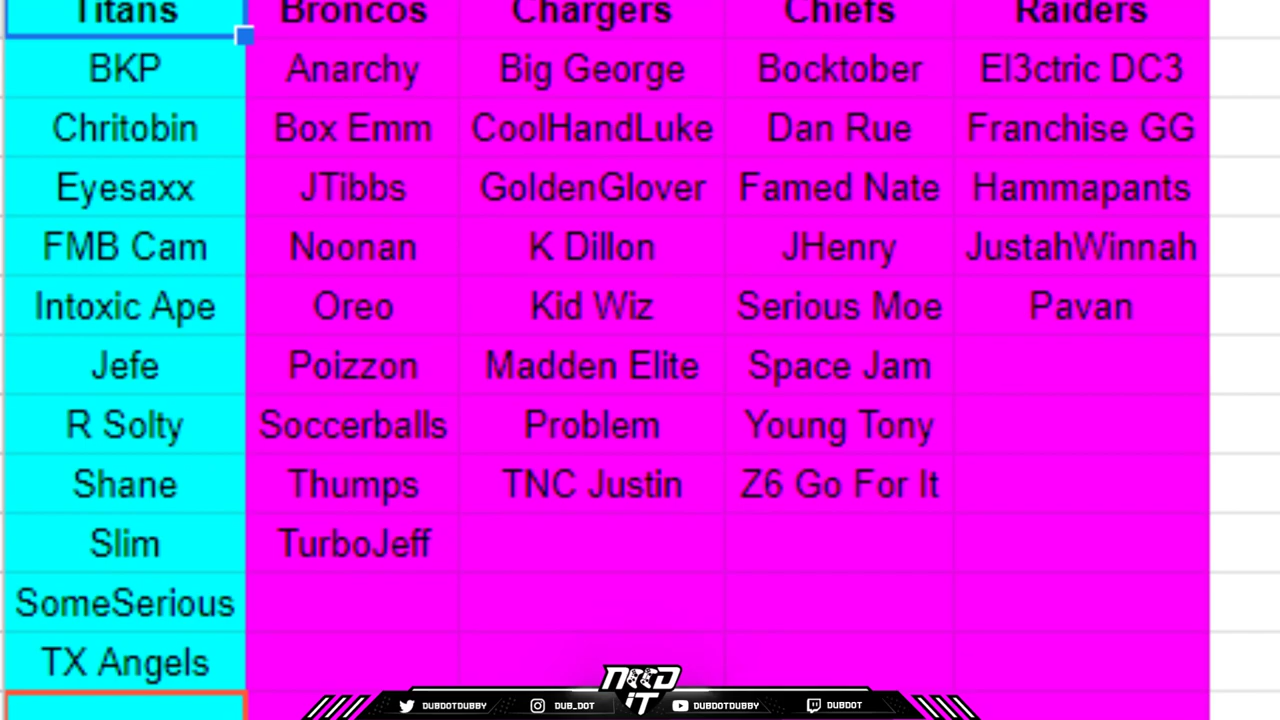 Titans Broncos Chargers Chiefs Raiders
BKP Anarchy Big George Bocktober El3ctric DC3
Chritobin Box Emm CoolHandLuke Dan Rue Franchise GG
Eyesaxx JTibbs GoldenGlover Famed Nate Hammapants
FMB Cam Noonan K Dillon JHenry JustahWinnah
Intoxic Ape Oreo Kid Wiz Serious Moe Pavan
Jefe Poizzon Madden Elite Space Jam
R Solty Soccerballs Problem Young Tony
Shane Thumps TNC Justin Z6 Go For It
Slim TurboJeff
SomeSerious
TX Angels
NEED
iT
DUBDOTDUBBY DUB_DOT DUBDOTDUBBY DUBDOT